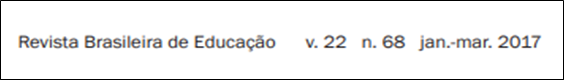 Revista Brasileira de Educação v. 22 n. 68 jan.-mar. 2017